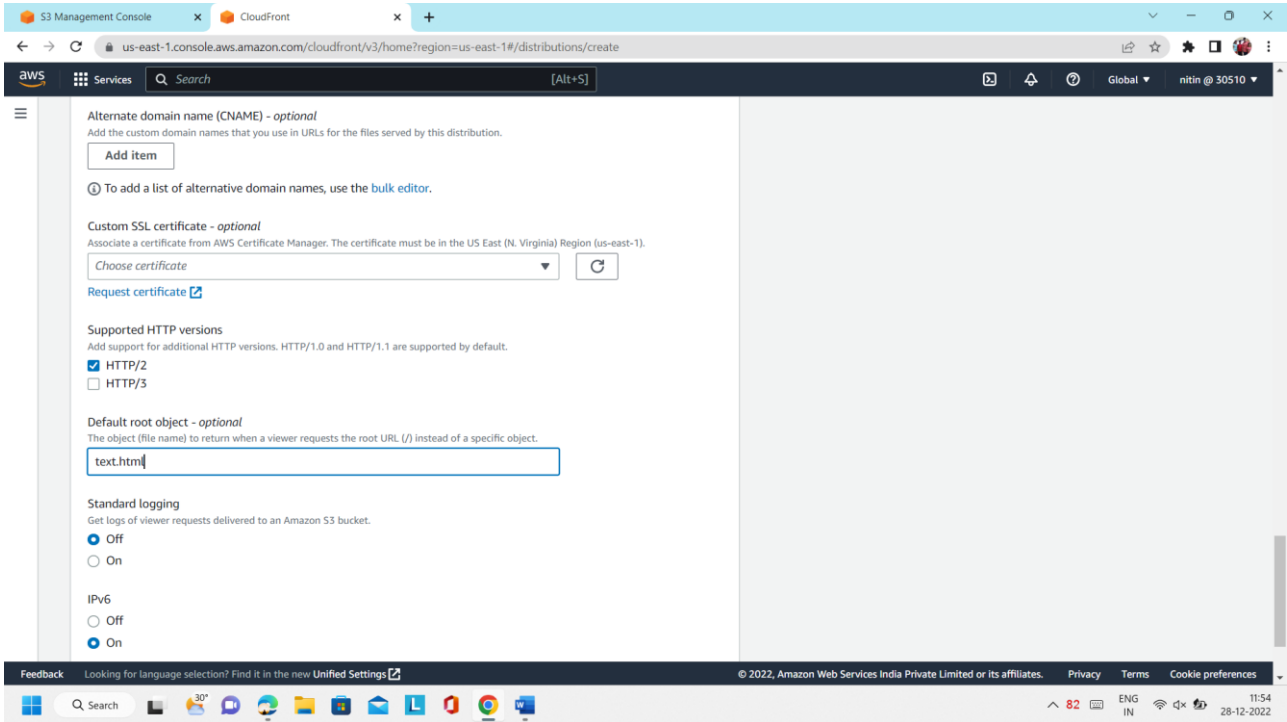 S3 Management Console
CloudFront
us-east-1.console.aws.amazon.com/cloudfront/v3/home?region=us-east-1#/distributions/create
aws
Services
Search
[Alt+S]
Global
nitin @ 30510
Alternate domain name (CNAME) - optional
Add the custom domain names that you use in URLs for the files served by this distribution.
Add item
To add a list of alternative domain names, use the bulk editor.
Custom SSL certificate - optional
Associate a certificate from AWS Certificate Manager. The certificate must be in the US East (N. Virginia) Region (us-east-1).
Choose certificate
Request certificate
Supported HTTP versions
Add support for additional HTTP versions. HTTP/1.0 and HTTP/1.1 are supported by default.
HTTP/2
HTTP/3
Default root object - optional
The object (file name) to return when a viewer requests the root URL (/) instead of a specific object.
text.html
Standard logging
Get logs of viewer requests delivered to an Amazon S3 bucket.
Off
On
IPv6
Off
On
Feedback Looking for language selection? Find it in the new Unified Settings © 2022, Amazon Web Services India Private Limited or its affiliates. Privacy Terms Cookie preferences
30°
Search
L
82
ENG
IN
11:54
28-12-2022